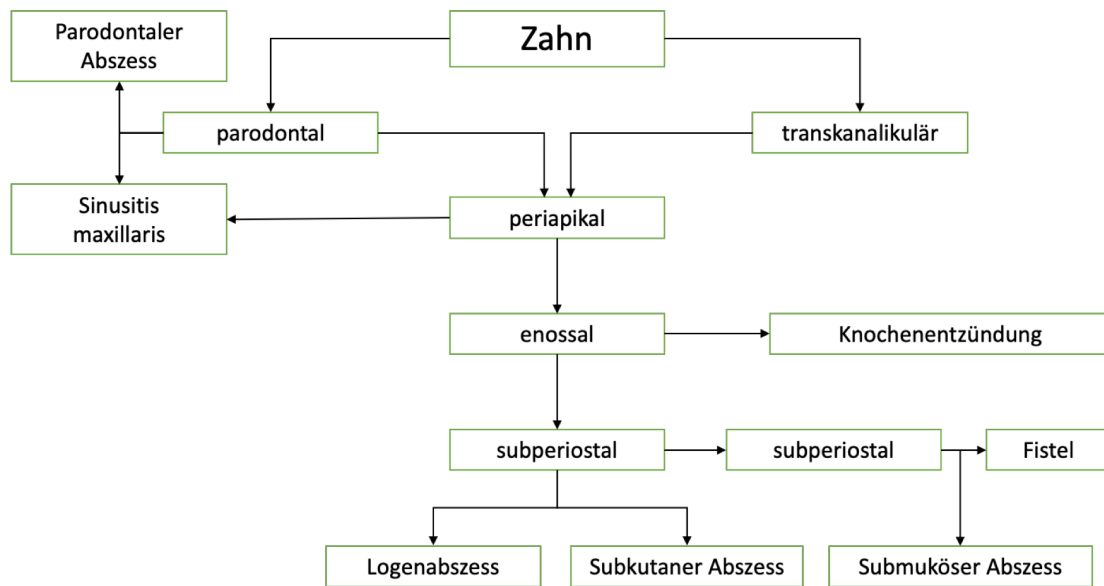 Parodontaler
Abszess
Zahn
parodontal
transkanalikulär
Sinusitis
maxillaris
periapikal
enossal
Knochenentzündung
subperiostal
subperiostal
Fistel
Logenabszess
Subkutaner Abszess
Submuköser Abszess